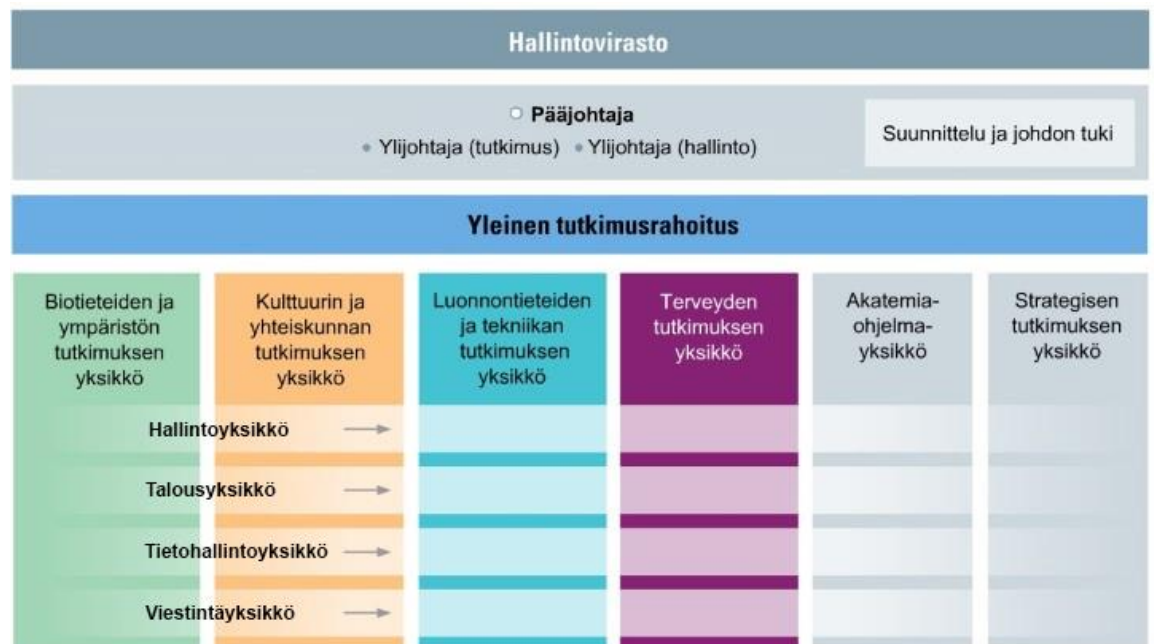 Hallintovirasto
Pääjohtaja
Ylijohtaja (tutkimus) Ylijohtaja (hallinto)
Suunnittelu ja johdon tuki
Yleinen tutkimusrahoitus
Biotieteiden ja
ympäristön
tutkimuksen
yksikkö
Kulttuurin ja
yhteiskunnan
tutkimuksen
yksikkö
Luonnontieteiden
ja tekniikan
tutkimuksen
yksikkö
Terveyden
tutkimuksen
yksikkö
Akatemia-
ohjelma-
yksikkö
Strategisen
tutkimuksen
yksikkö
Hallintoyksikkö
Talousyksikkö
Tietohallintoyksikkö
Viestintäyksikkö